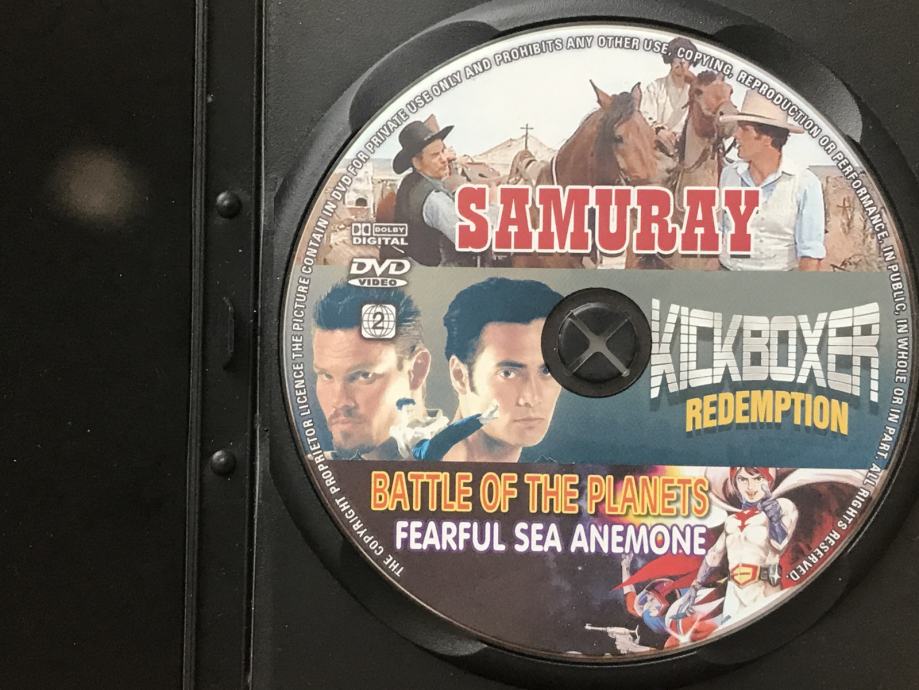 THE COPYRIGHT PROPRIETOR LICENCE THE PICTURE CONTAIN IN DVD FOR PRIVATE USE ONLY AND PROHIBITS ANY OTHER USE, COPYING, REPRODUCTION OR PERFORMANCE. IN PUBLIC, IN WHOLE OR IN PART. ALL RIGHTS RESERVED.
SAMURAY
DOLBY
DIGITAL
DVD
VIDEO
2
KICKBOXER
REDEMPTION
BATTLE OF THE PLANETS
FEARFUL SEA ANEMONE